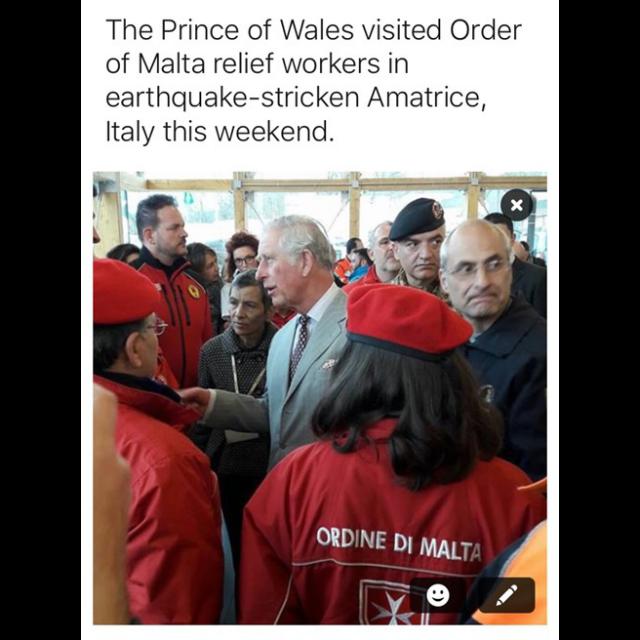 The Prince of Wales visited Order
of Malta relief workers in
earthquake-stricken Amatrice,
Italy this weekend.
ORDINE DI MALTA